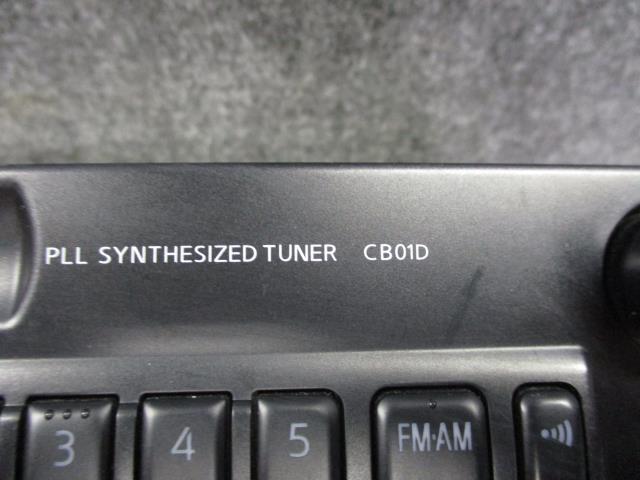 PLL SYNTHESIZED TUNER CB01D
3 4 5 FM·AM